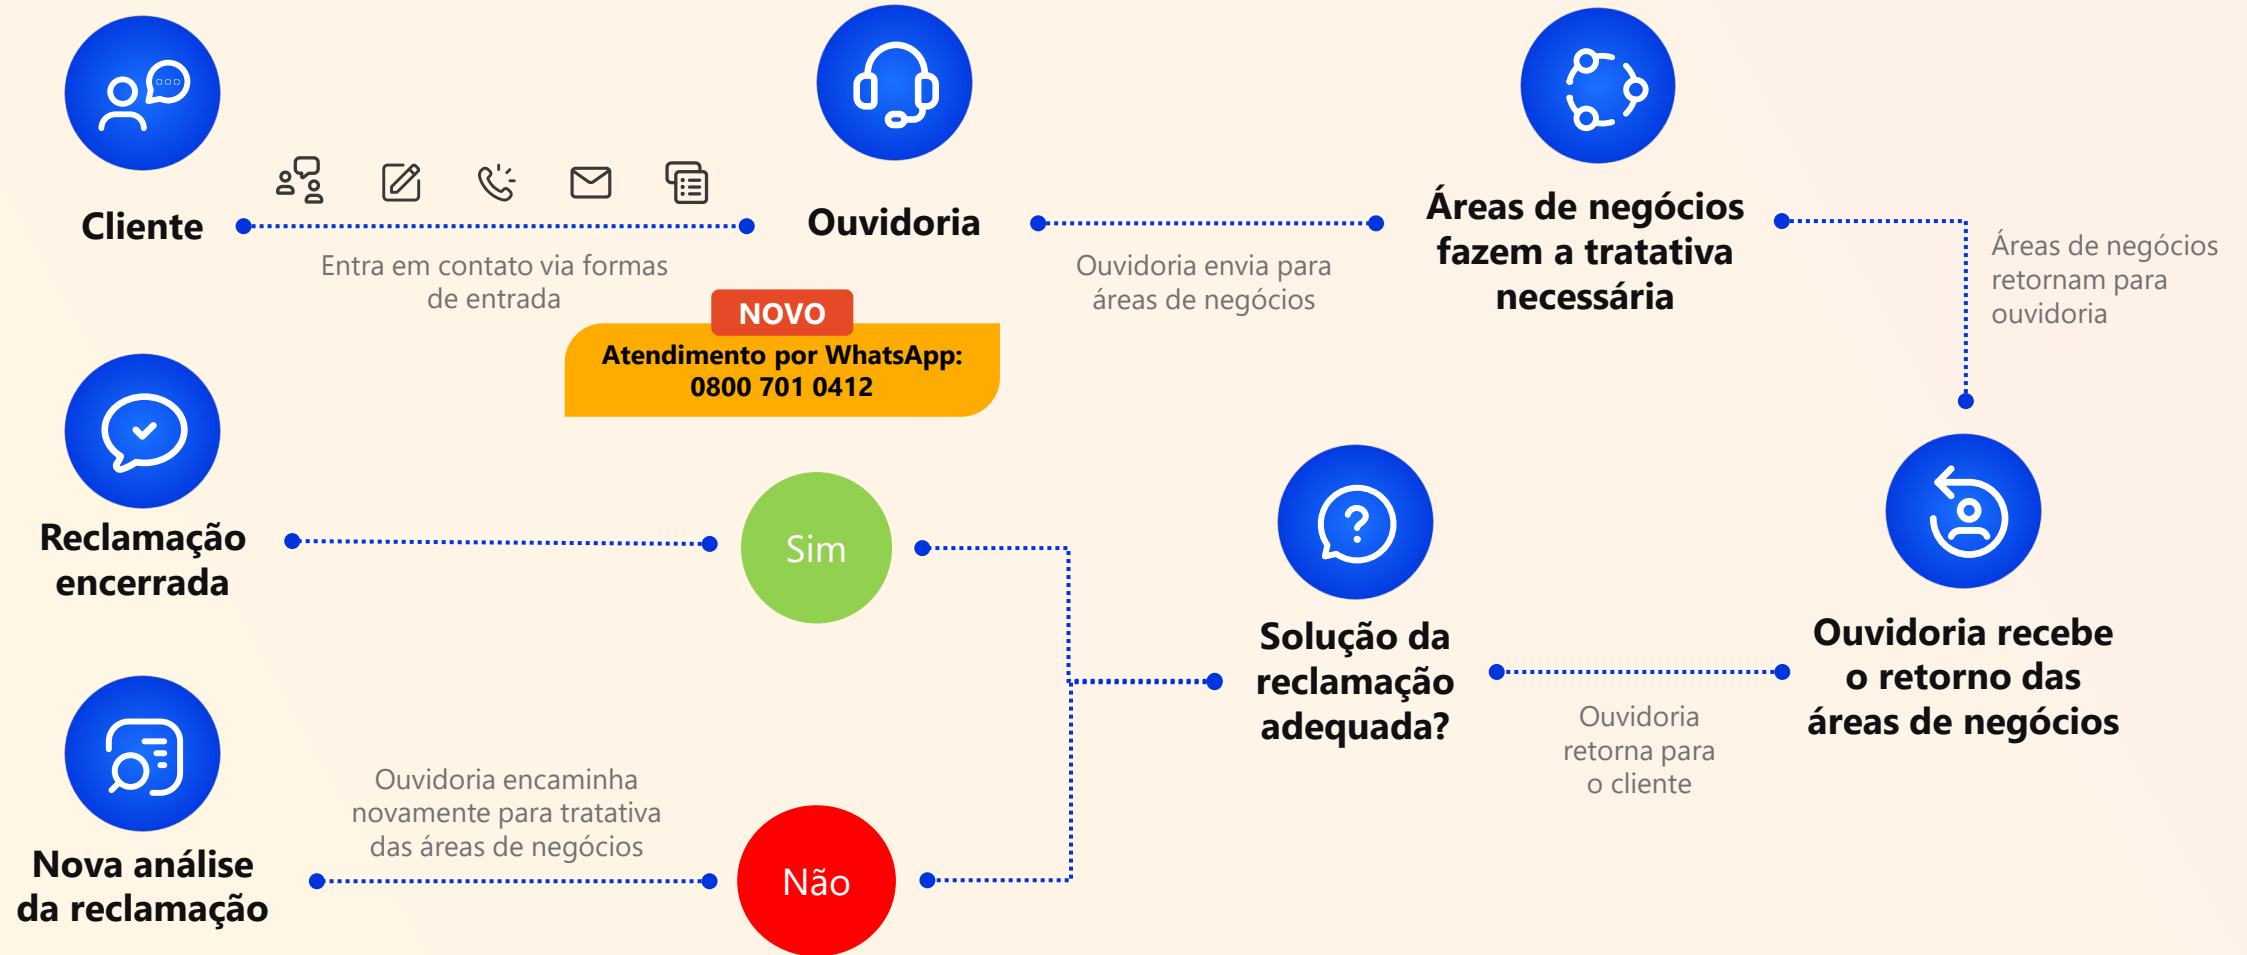 Cliente
Entra em contato via formas
de entrada
Ouvidoria
NOVO
Atendimento por WhatsApp:
0800 701 0412
Ouvidoria envia para
áreas de negócios
Áreas de negócios
fazem a tratativa
necessária
Áreas de negócios
retornam para
ouvidoria
Ouvidoria recebe
o retorno das
áreas de negócios
Ouvidoria
retorna para
o cliente
Solução da
reclamação
adequada?
Sim
Reclamação
encerrada
Não
Ouvidoria encaminha
novamente para tratativa
das áreas de negócios
Nova análise
da reclamação